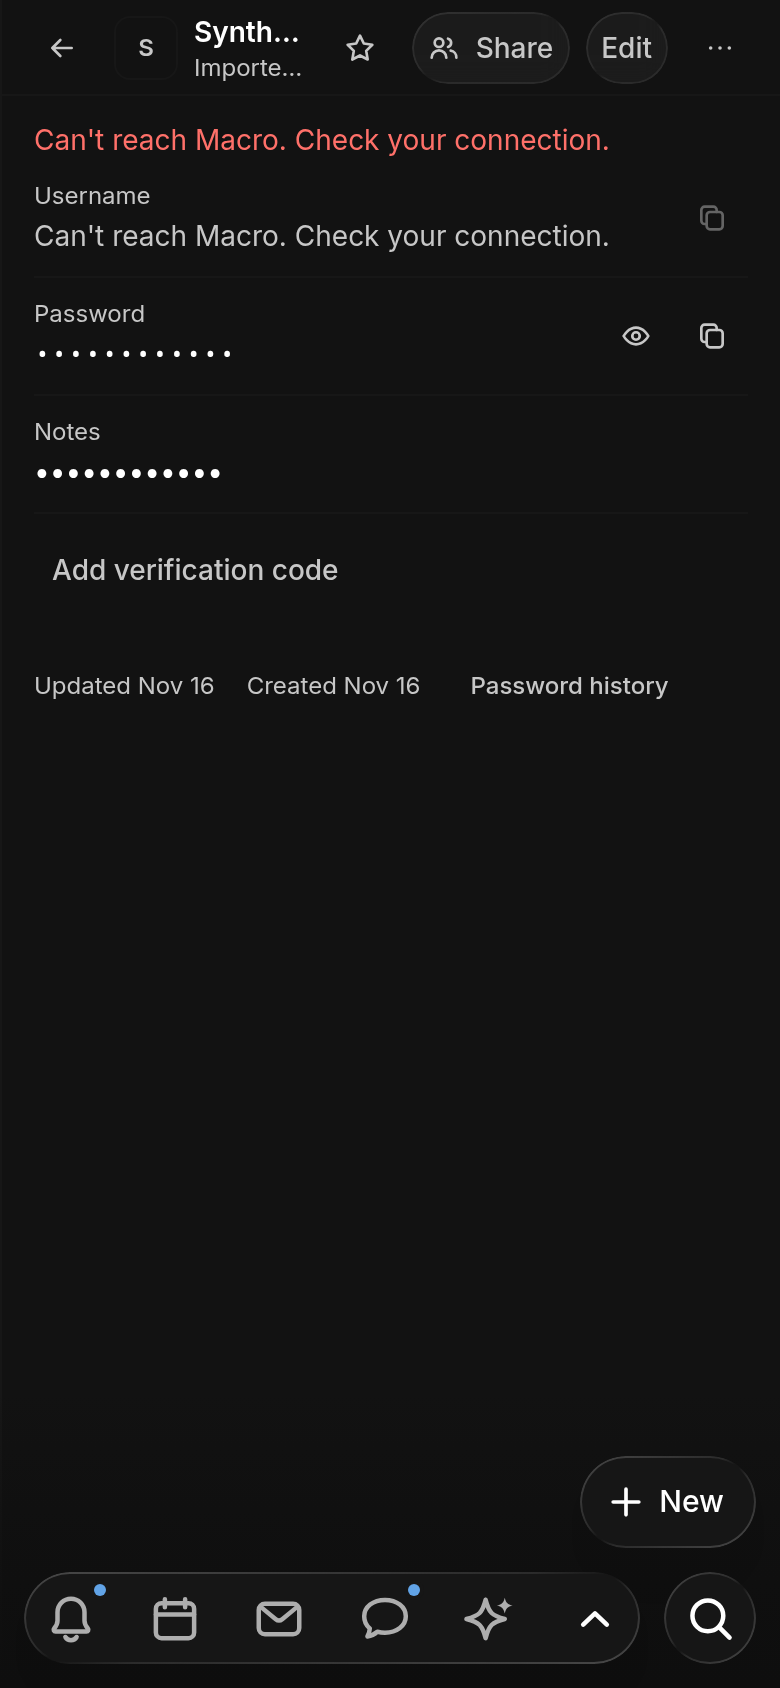 S
Synth...
Importe...
Share
Edit
Can't reach Macro. Check your connection.
Username
Can't reach Macro. Check your connection.
Password
••••••••••••
Notes
••••••••••••
Add verification code
Updated Nov 16 Created Nov 16 Password history
New